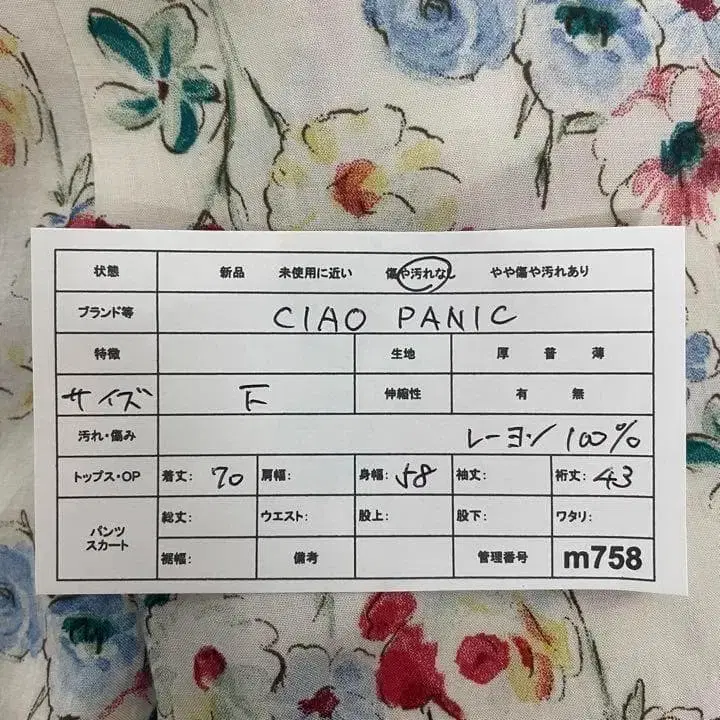 状態 新品 未使用に近い 傷や汚れなし やや傷や汚れあり
ブランド等 CIAO PANIC
特徴 生地 厚 普 薄
サイズ F 伸縮性 有 無
汚れ・傷み レーヨン 100%
トップス・OP 着丈: 70 肩幅: 身幅: 58 袖丈: 裄丈: 43
パンツ スカート 総丈: ウエスト: 股上: 股下: ワタリ:
裾幅: 備考 管理番号 m758